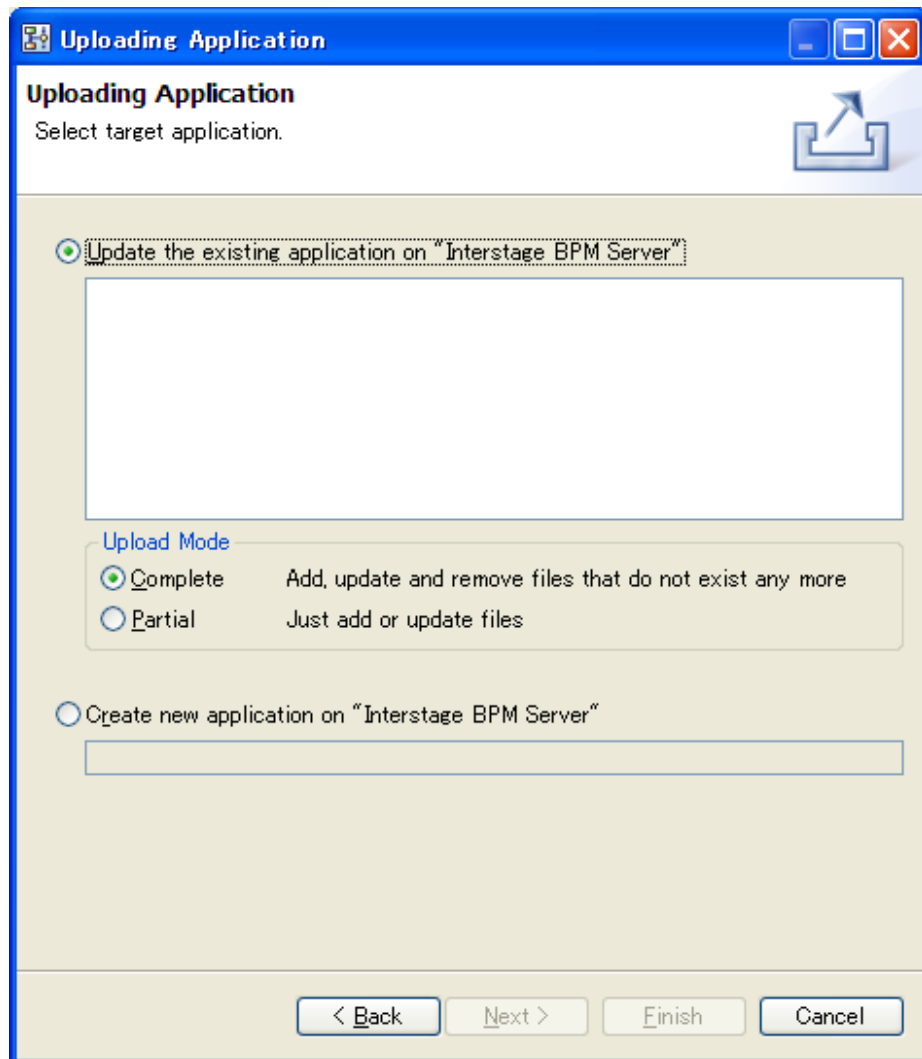 Uploading Application
Uploading Application
Select target application.
Update the existing application on "Interstage BPM Server"
Upload Mode
Complete Add, update and remove files that do not exist any more
Partial Just add or update files
Create new application on "Interstage BPM Server"
< Back Next > Finish Cancel